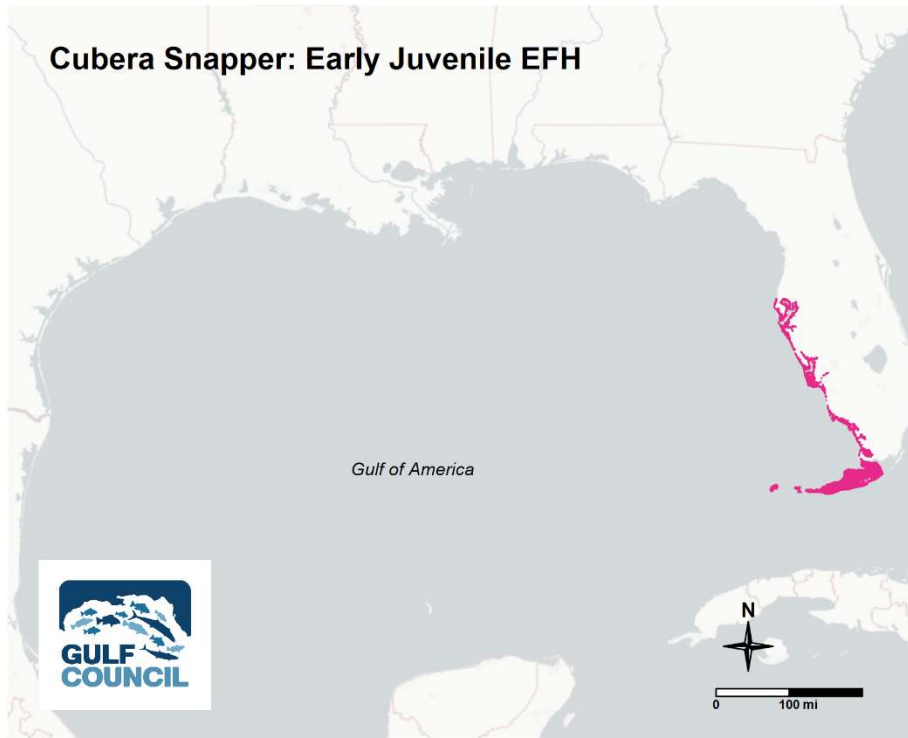 Cubera Snapper: Early Juvenile EFH
Gulf of America
GULF
COUNCIL
N
0 100 mi